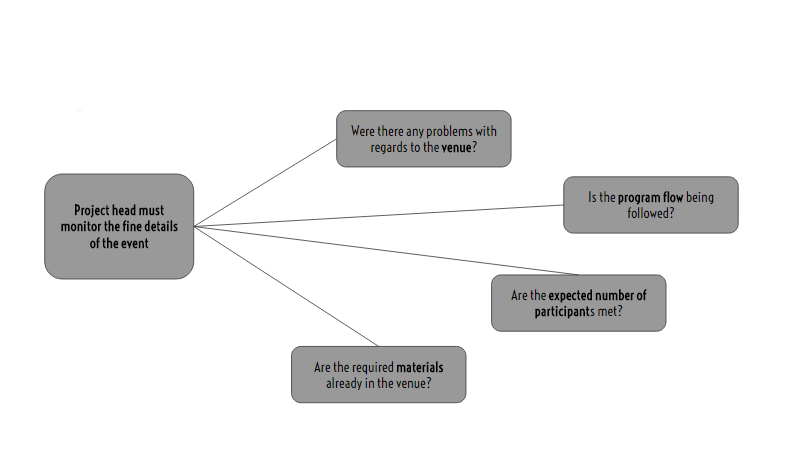 Were there any problems with
regards to the venue?
Is the program flow being
followed?
Project head must
monitor the fine details
of the event
Are the expected number of
participants met?
Are the required materials
already in the venue?